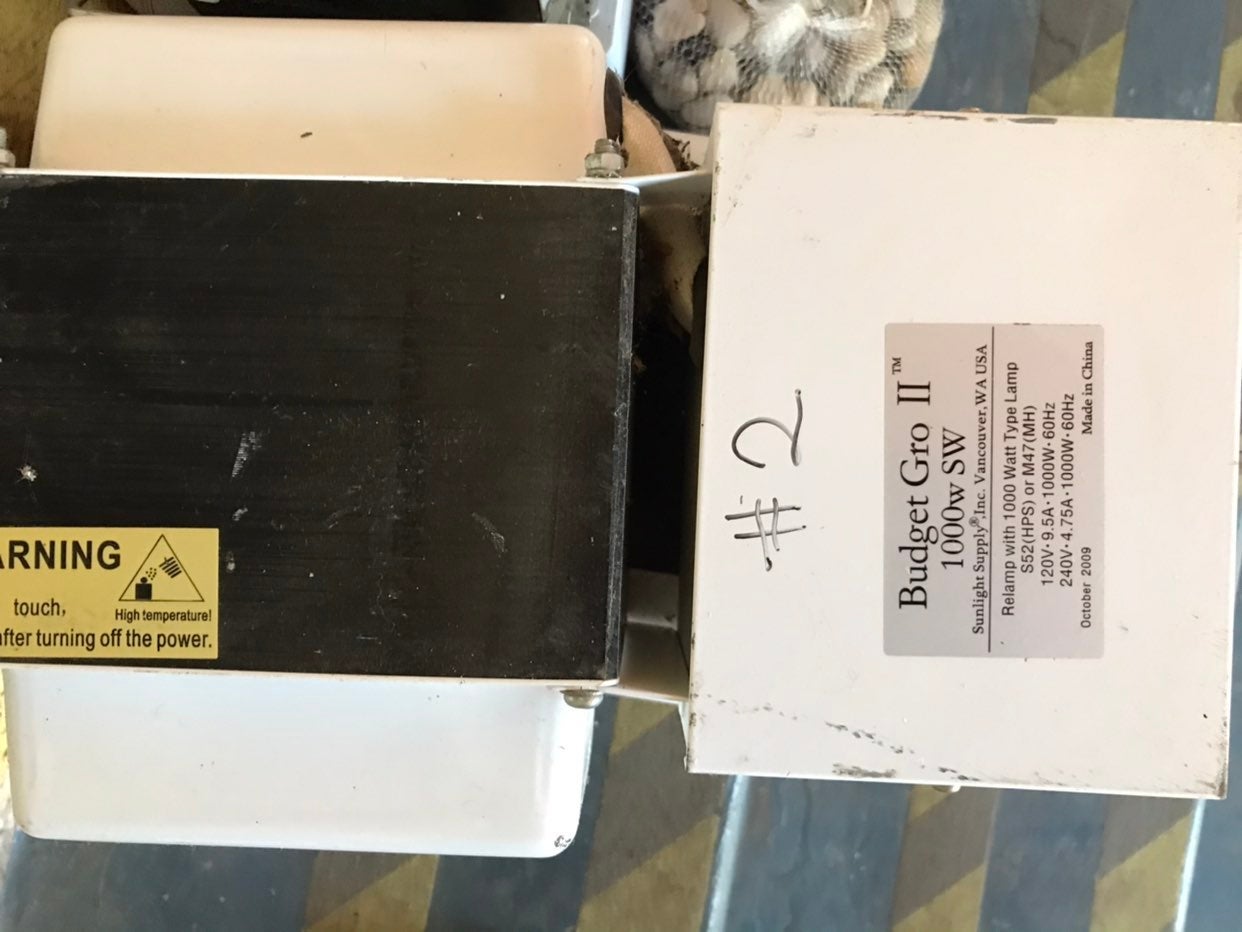 ARNING
touch,
High temperature!
after turning off the power.
#2
Budget Gro II™
1000w SW
Sunlight Supply®,Inc. Vancouver, WA USA
Relamp with 1000 Watt Type Lamp
S52(HPS) or M47(MH)
120V·9.5A·1000W·60Hz
240V·4.75A·1000W·60Hz
October 2009 Made in China